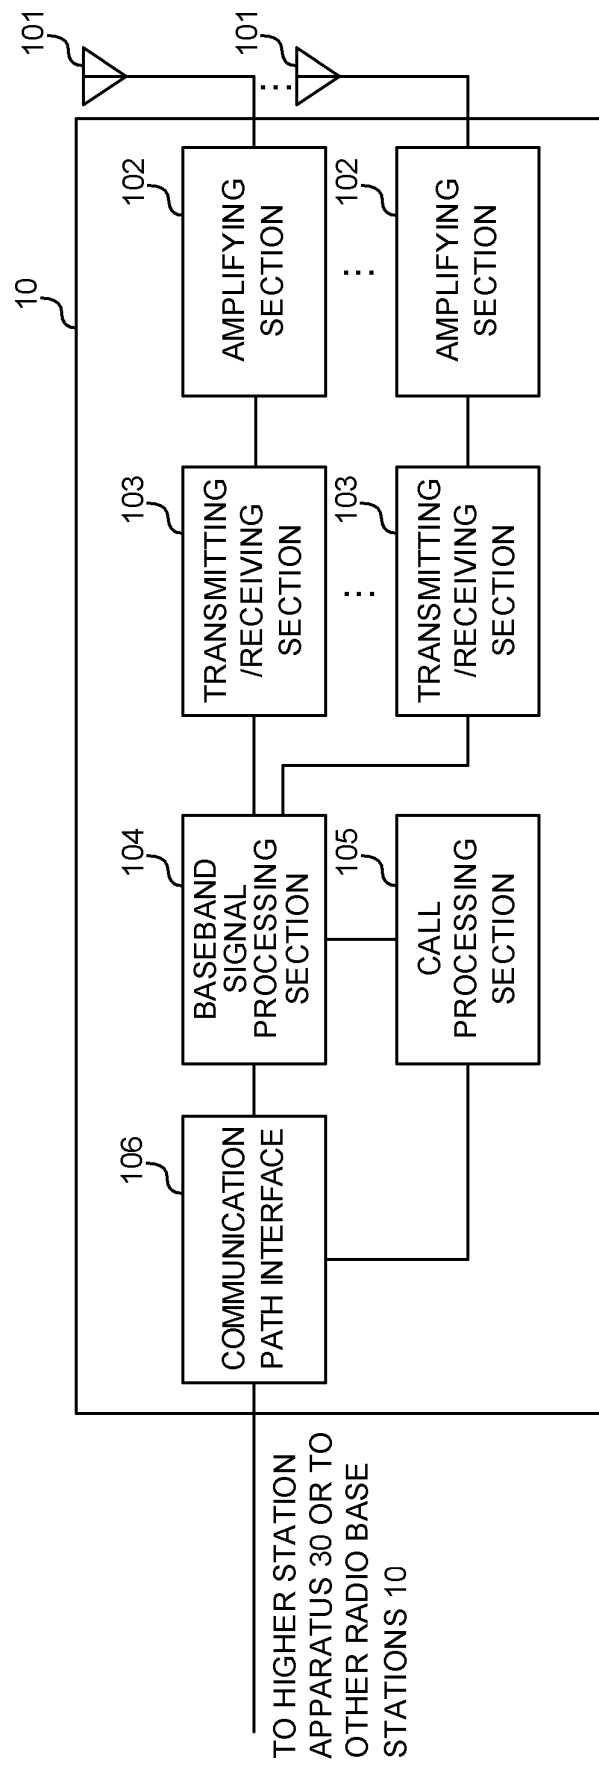 10
101
101
102
AMPLIFYING
SECTION
102
AMPLIFYING
SECTION
103
TRANSMITTING
/RECEIVING
SECTION
103
TRANSMITTING
/RECEIVING
SECTION
104
BASEBAND
SIGNAL
PROCESSING
SECTION
105
CALL
PROCESSING
SECTION
106
COMMUNICATION
PATH INTERFACE
TO HIGHER STATION
APPARATUS 30 OR TO
OTHER RADIO BASE
STATIONS 10